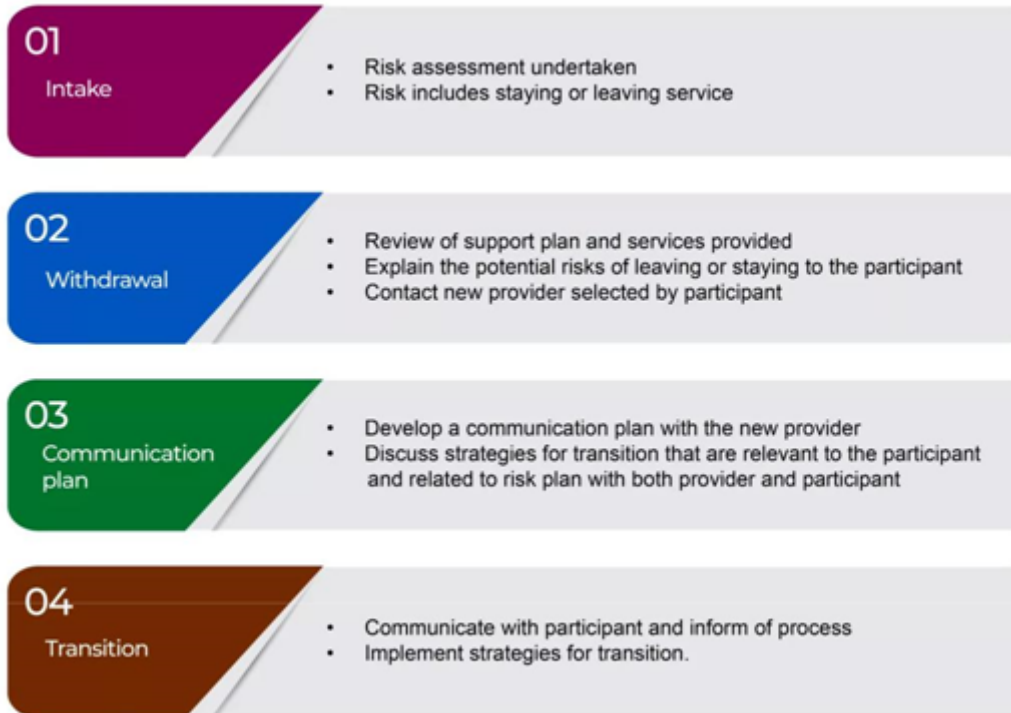 01
Intake
• Risk assessment undertaken
• Risk includes staying or leaving service
02
Withdrawal
• Review of support plan and services provided
• Explain the potential risks of leaving or staying to the participant
• Contact new provider selected by participant
03
Communication
plan
• Develop a communication plan with the new provider
• Discuss strategies for transition that are relevant to the participant
and related to risk plan with both provider and participant
04
Transition
• Communicate with participant and inform of process
• Implement strategies for transition.